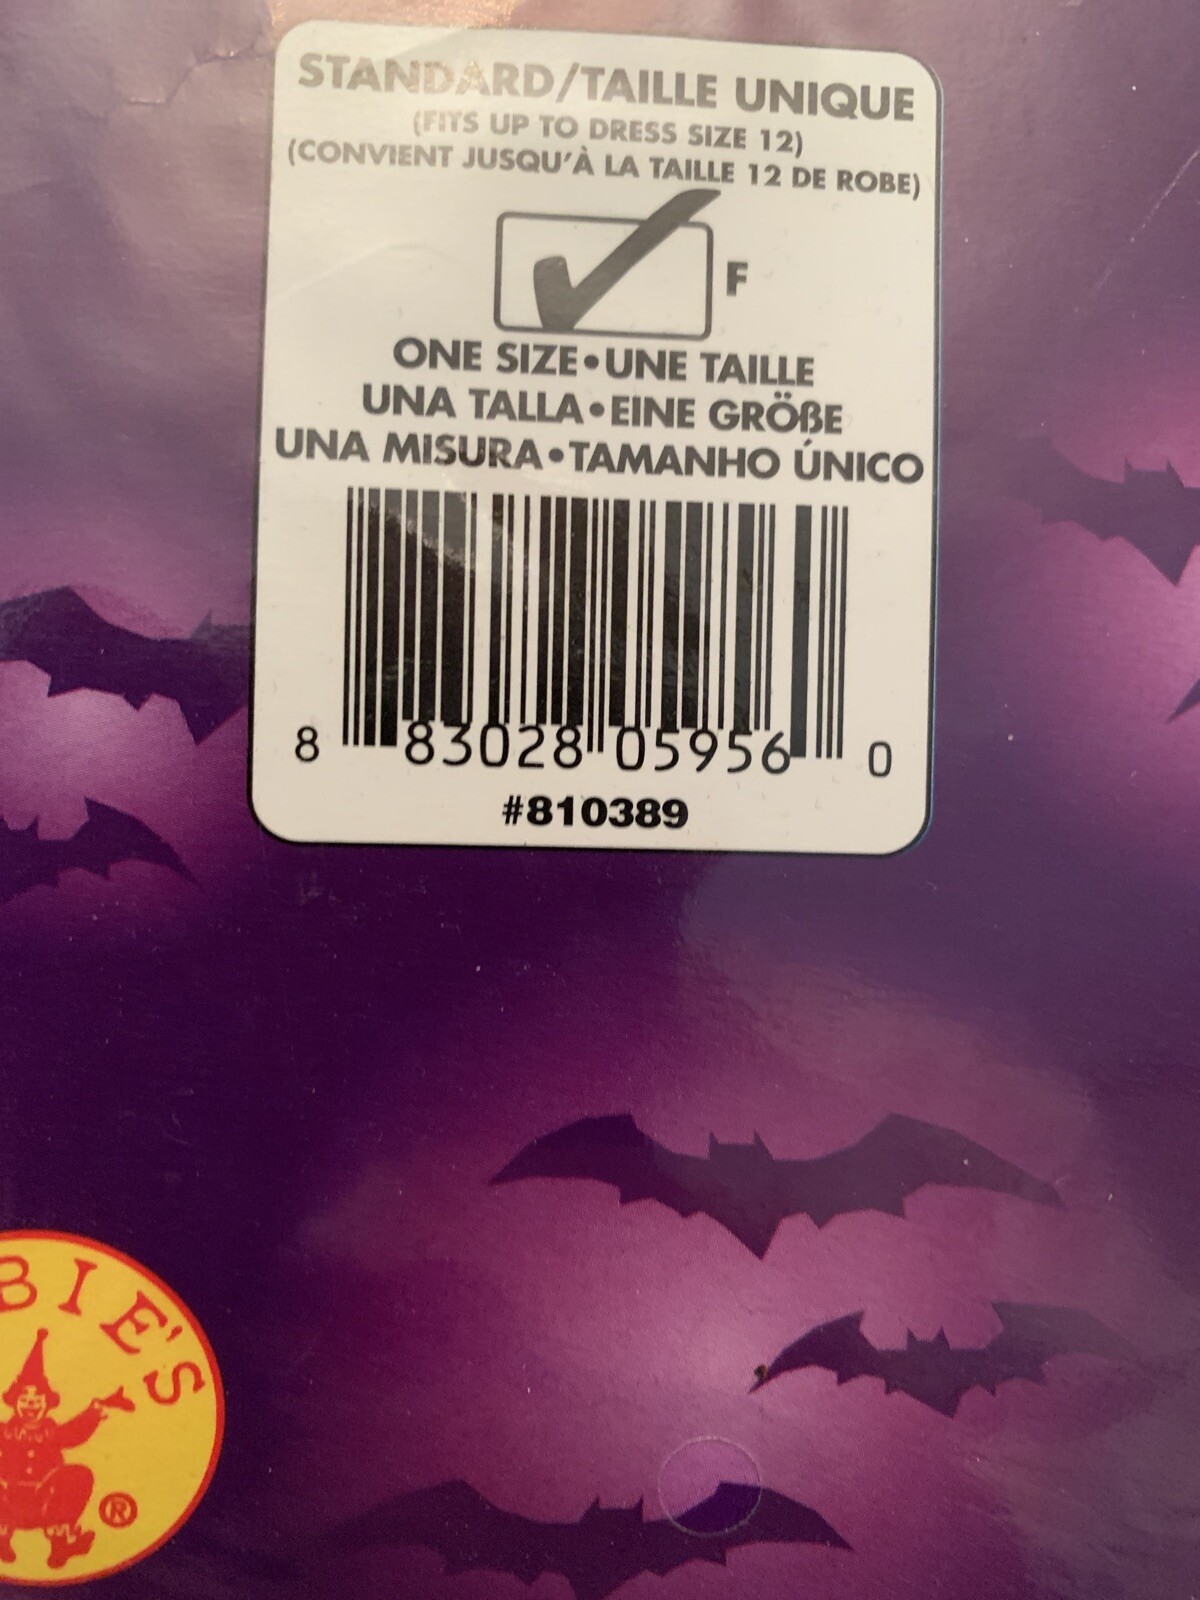 STANDARD/TAILLE UNIQUE
(FITS UP TO DRESS SIZE 12)
(CONVIENT JUSQU'À LA TAILLE 12 DE ROBE)
F
ONE SIZE•UNE TAILLE
UNA TALLA•EINE GRÖßE
UNA MISURA•TAMANHO ÚNICO
8 83028 05956 0
#810389
BIE'S
®